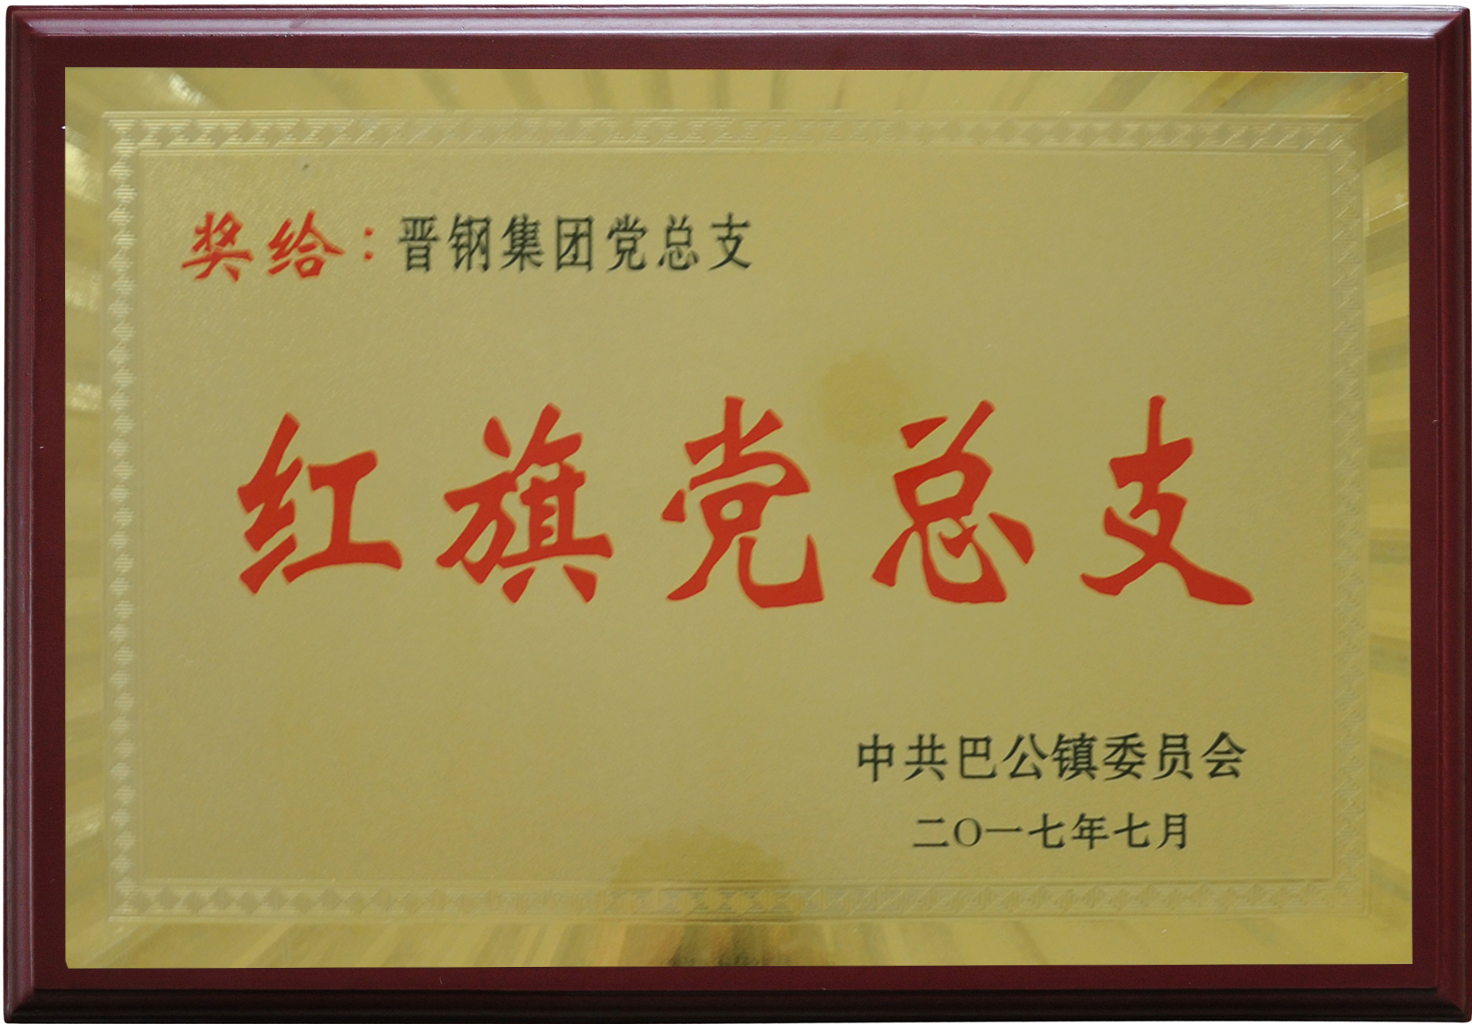 奖给：晋钢集团党总支
红旗党总支
中共巴公镇委员会
二〇一七年七月